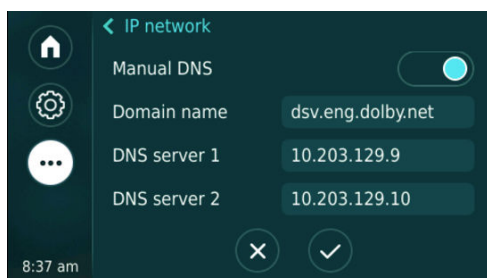 IP network
Manual DNS
Domain name dsv.eng.dolby.net
DNS server 1 10.203.129.9
DNS server 2 10.203.129.10
8:37 am